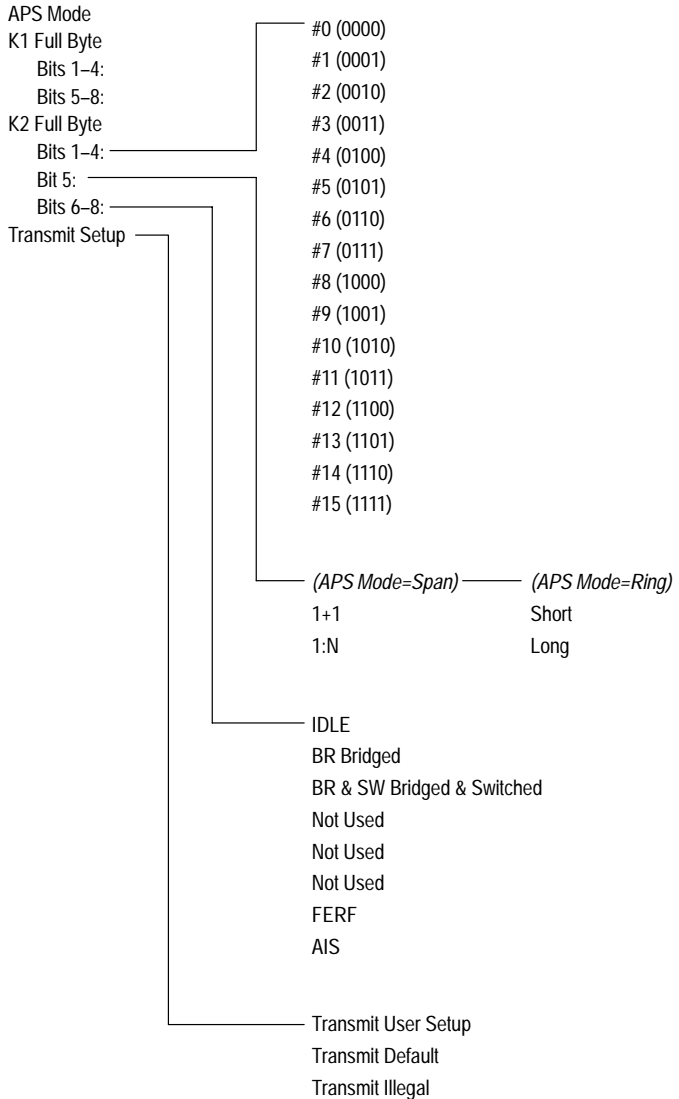 APS Mode
K1 Full Byte
Bits 1–4:
Bits 5–8:
K2 Full Byte
Bits 1–4:
Bit 5:
Bits 6–8:
Transmit Setup
#0 (0000)
#1 (0001)
#2 (0010)
#3 (0011)
#4 (0100)
#5 (0101)
#6 (0110)
#7 (0111)
#8 (1000)
#9 (1001)
#10 (1010)
#11 (1011)
#12 (1100)
#13 (1101)
#14 (1110)
#15 (1111)
(APS Mode=Span) (APS Mode=Ring)
1+1 Short
1:N Long
IDLE
BR Bridged
BR & SW Bridged & Switched
Not Used
Not Used
Not Used
FERF
AIS
Transmit User Setup
Transmit Default
Transmit Illegal